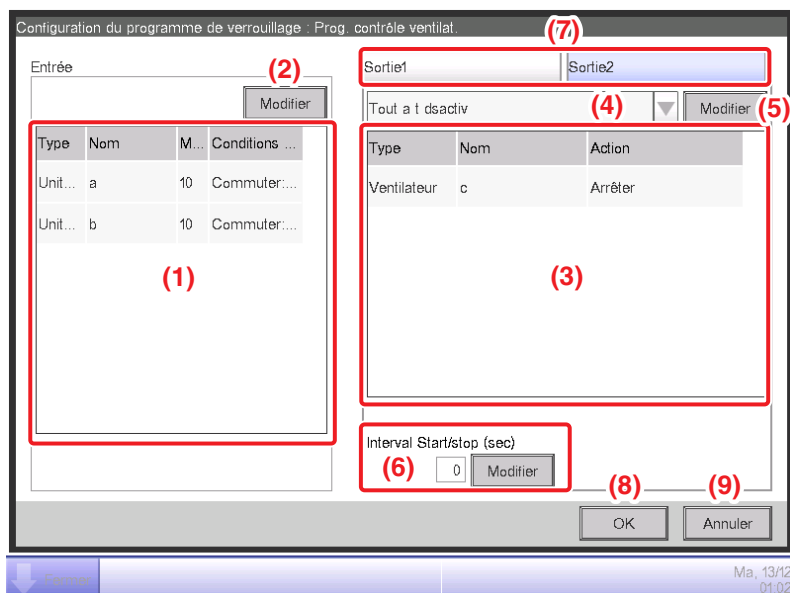 Configuration du programme de verrouillage : Prog. contrôle ventilat.
(7)
Entrée
(2)
Modifier
Sortie1
Sortie2
Tout a t dsactiv
(4)
Modifier
(5)
Type Nom M... Conditions ...
Unit... a 10 Commuter:...
Unit... b 10 Commuter:...
(1)
Type Nom Action
Ventilateur c Arrêter
(3)
Interval Start/stop (sec)
(6)
0
Modifier
(8)
(9)
OK
Annuler
Fermer
Ma, 13/12
01:02